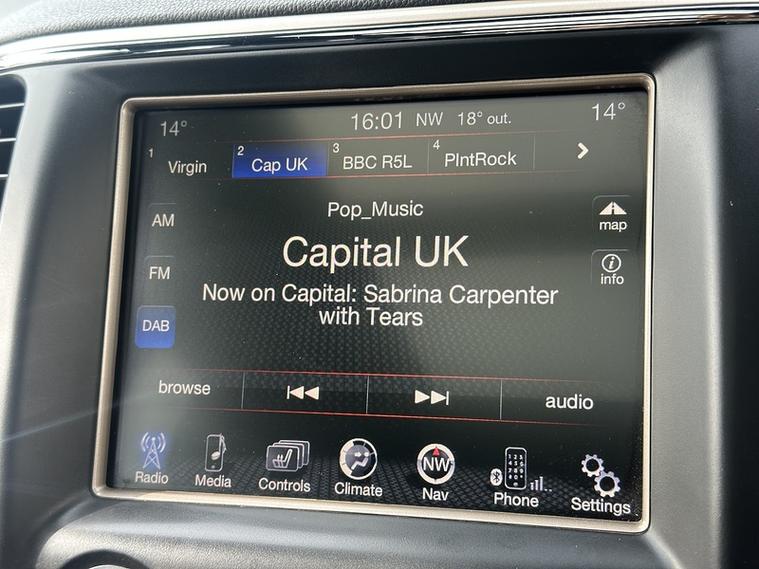 14° 16:01 NW 18° out. 14°
1 Virgin 2 Cap UK 3 BBC R5L 4 PlntRock
Pop_Music
AM
map
Capital UK
FM
info
Now on Capital: Sabrina Carpenter
with Tears
DAB
browse audio
NW
Radio Media Controls Climate Nav Phone Settings